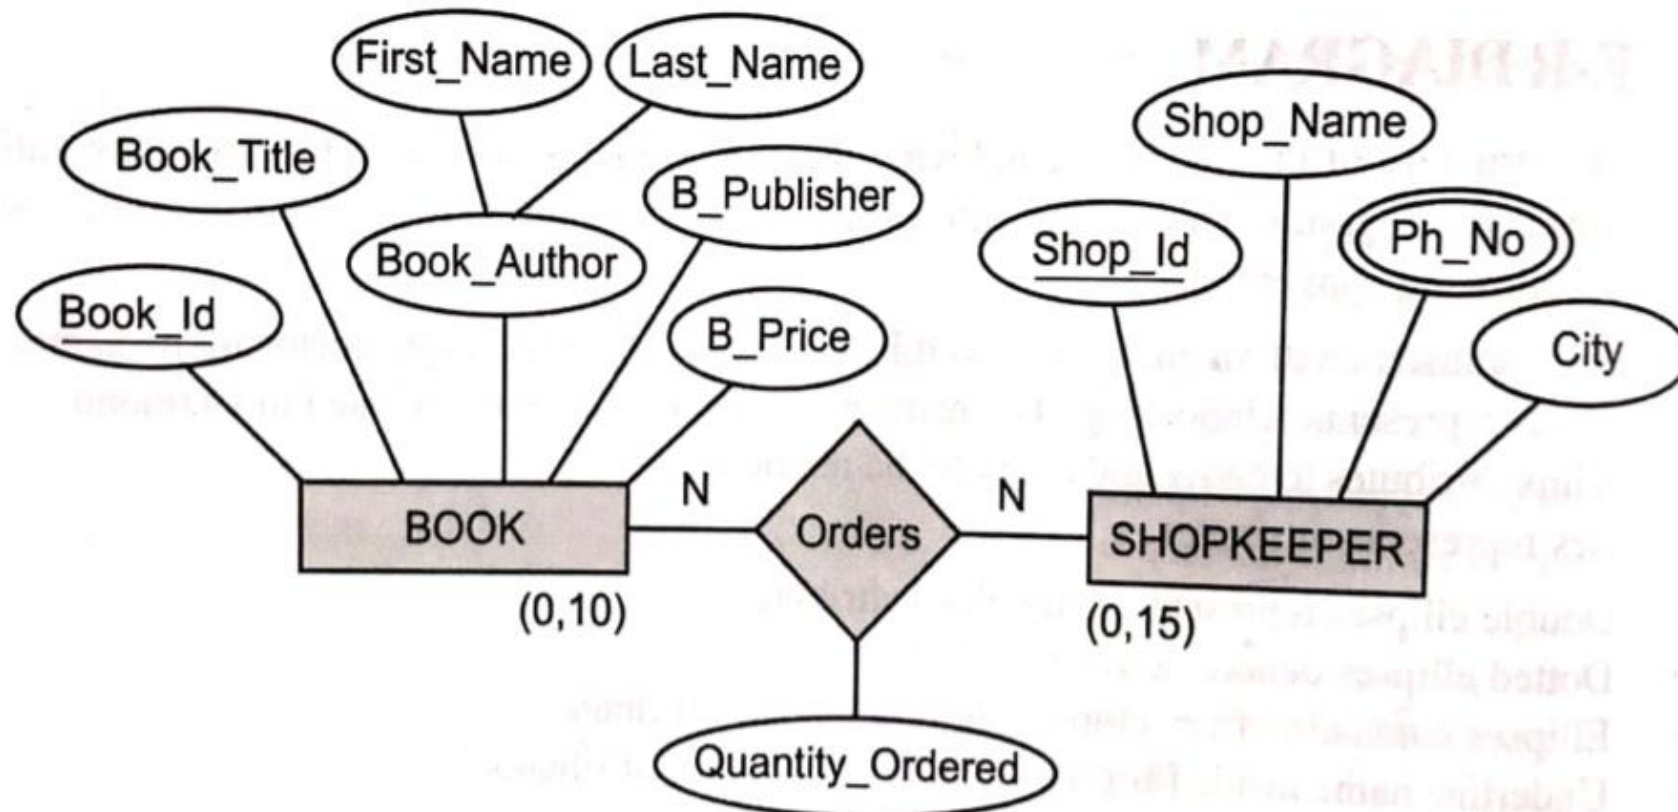 First_Name
Last_Name
Shop_Name
Book_Title
B_Publisher
Ph_No
Shop_Id
Book_Author
Book_Id
B_Price
City
N
N
BOOK
Orders
SHOPKEEPER
(0,10)
(0,15)
Quantity_Ordered